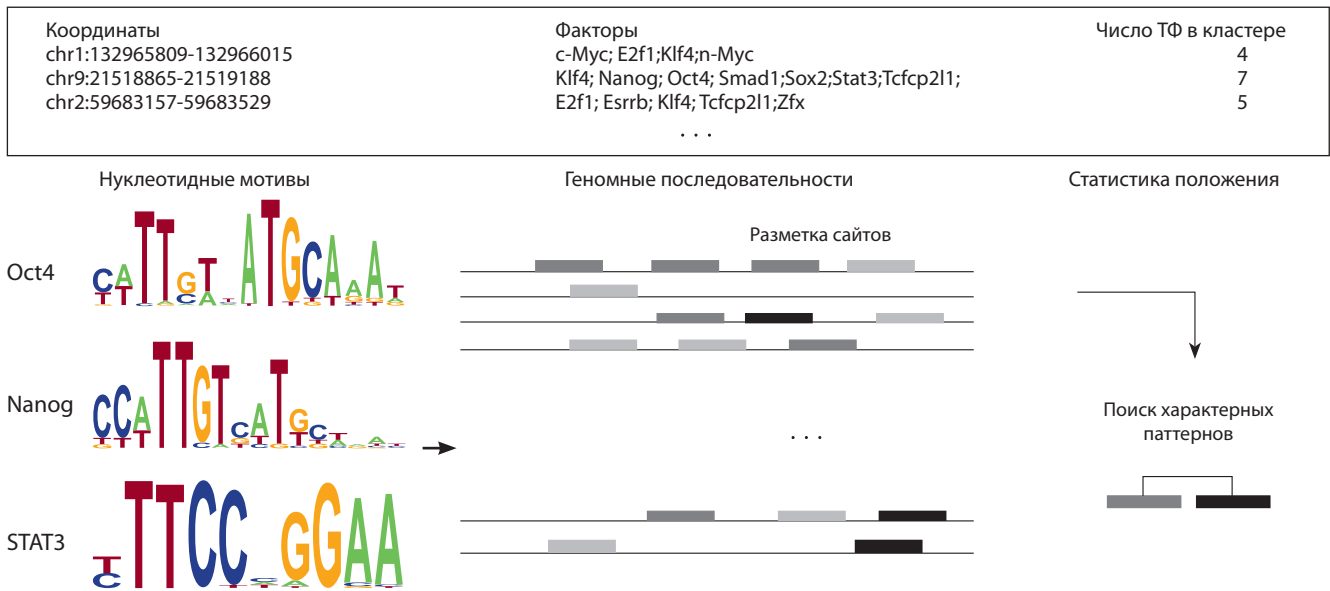 Координаты Факторы Число ТФ в кластере
chr1:132965809-132966015 c-Myc; E2f1;Klf4;n-Myc 4
chr9:21518865-21519188 Klf4; Nanog; Oct4; Smad1;Sox2;Stat3;Tcfcp2l1; 7
chr2:59683157-59683529 E2f1; Esrrb; Klf4; Tcfcp2l1;Zfx 5
. . .
Нуклеотидные мотивы Геномные последовательности Статистика положения
Разметка сайтов
Oct4
Nanog
Поиск характерных
паттернов
. . .
STAT3